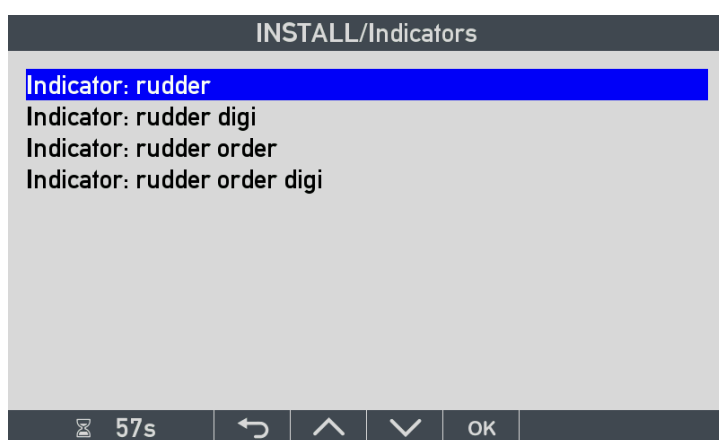 INSTALL/Indicators
Indicator: rudder
Indicator: rudder digi
Indicator: rudder order
Indicator: rudder order digi
57s OK